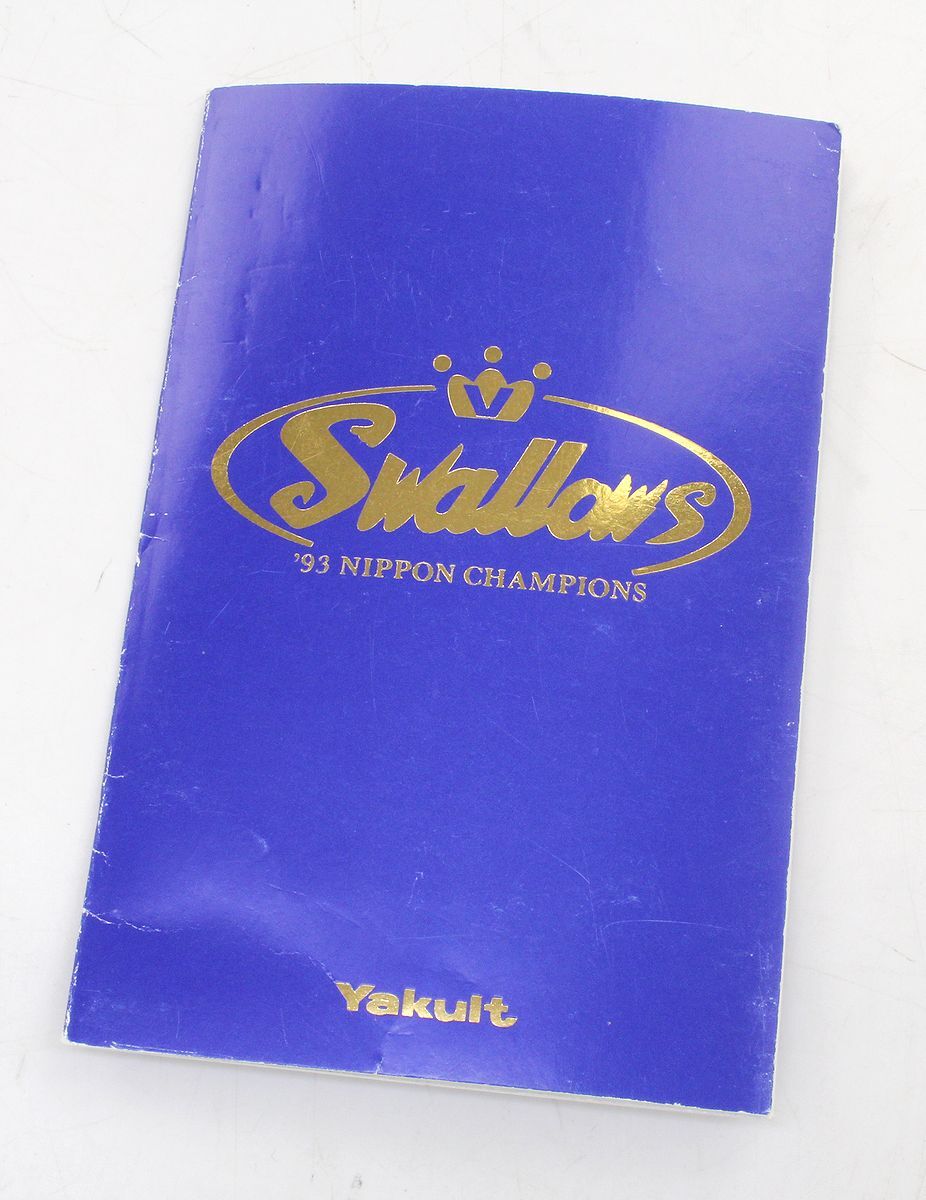 V
Swallows
'93 NIPPON CHAMPIONS
Yakult